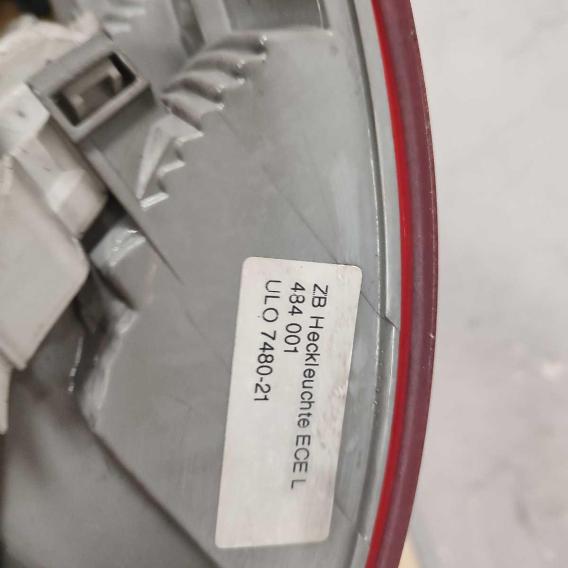 ZB Heckleuchte ECE L
484 001
ULO 7480-21